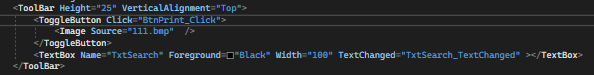 <ToolBar Height="25" VerticalAlignment="Top">
<ToggleButton Click="BtnPrint_Click">
<Image Source="111.bmp" />
</ToggleButton>
<TextBox Name="TxtSearch" Foreground="Black" Width="100" TextChanged="TxtSearch_TextChanged" ></TextBox>
</ToolBar>